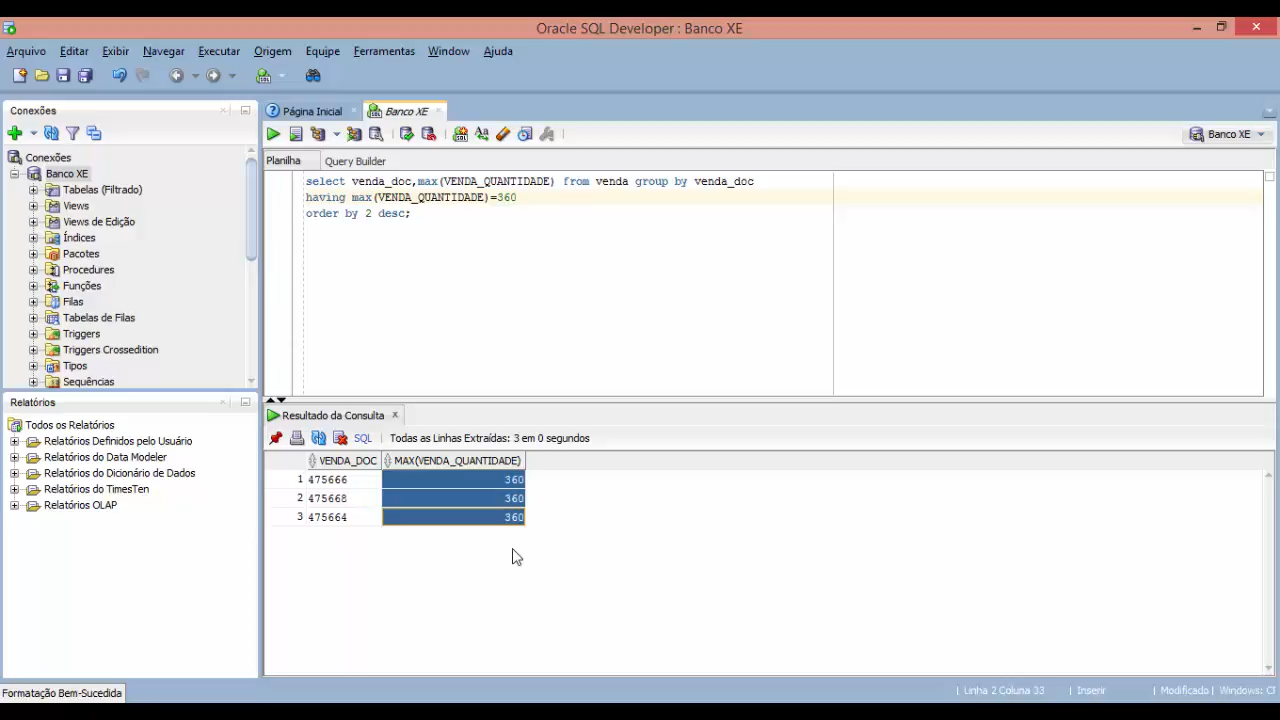 Oracle SQL Developer : Banco XE
Arquivo Editar Exibir Navegar Executar Origem Equipe Ferramentas Window Ajuda
Conexões
Conexões
Banco XE
Tabelas (Filtrado)
Views
Views de Edição
Índices
Pacotes
Procedures
Funções
Filas
Tabelas de Filas
Triggers
Triggers Crossedition
Tipos
Sequências
Relatórios
Todos os Relatórios
Relatórios Definidos pelo Usuário
Relatórios do Data Modeler
Relatórios do Dicionário de Dados
Relatórios do TimesTen
Relatórios OLAP
Página Inicial Banco XE
Banco XE
Planilha Query Builder
select venda_doc,max(VENDA_QUANTIDADE) from venda group by venda_doc
having max(VENDA_QUANTIDADE)=360
order by 2 desc;
Resultado da Consulta
SQL | Todas as Linhas Extraídas: 3 em 0 segundos
VENDA_DOC MAX(VENDA_QUANTIDADE)
1 475666 360
2 475668 360
3 475664 360
Formatação Bem-Sucedida | Linha 2 Coluna 33 | Inserir | Modificado | Windows: CF